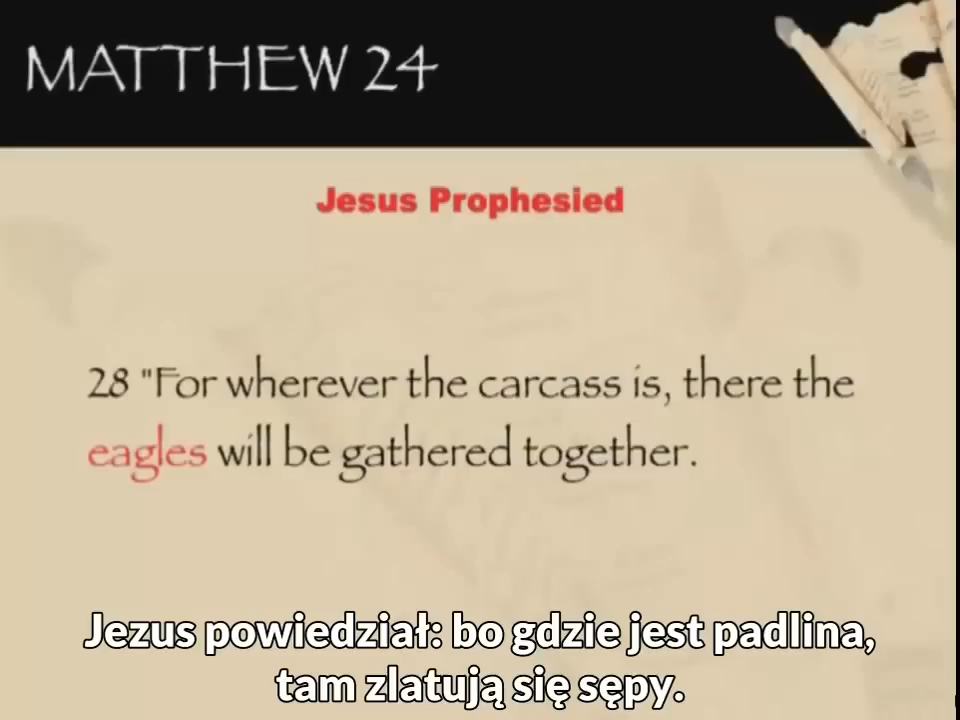 MATTHEW 24
Jesus Prophesied
28 "For wherever the carcass is, there the
eagles will be gathered together.
Jezus powiedział: bo gdzie jest padlina,
tam zlatują się sępy.